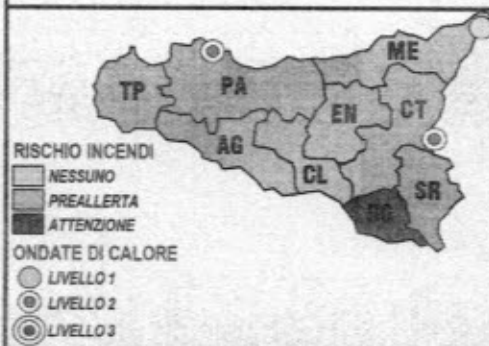 ME
TP
PA
EN
CT
AG
CL
SR
RG
RISCHIO INCENDI
NESSUNO
PREALLERTA
ATTENZIONE
ONDATE DI CALORE
LIVELLO 1
LIVELLO 2
LIVELLO 3